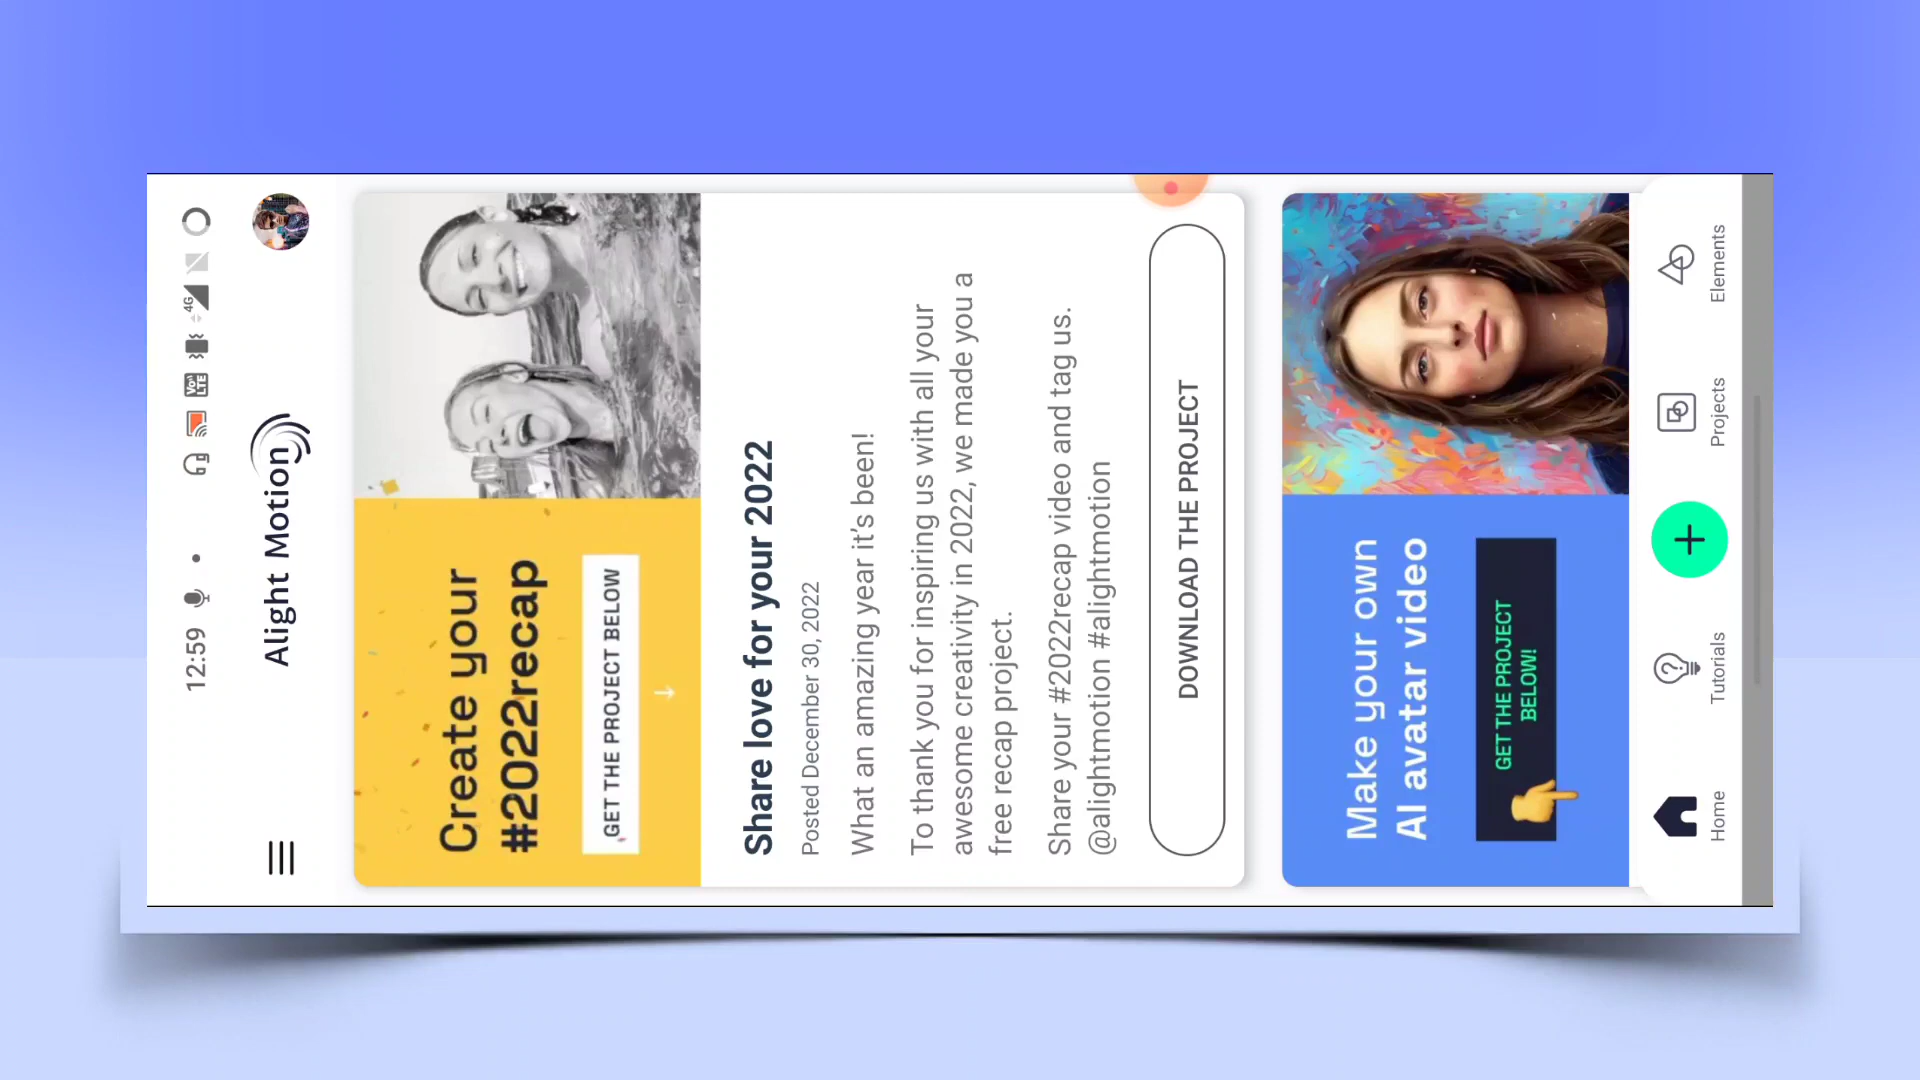 12:59
4G
Vo))
LTE
Alight Motion
Create your
#2022recap
GET THE PROJECT BELOW
Share love for your 2022
Posted December 30, 2022
What an amazing year it’s been!
To thank you for inspiring us with all your
awesome creativity in 2022, we made you a
free recap project.
Share your #2022recap video and tag us.
@alightmotion #alightmotion
DOWNLOAD THE PROJECT
Make your own
AI avatar video
GET THE PROJECT
BELOW!
Home
Tutorials
Projects
Elements